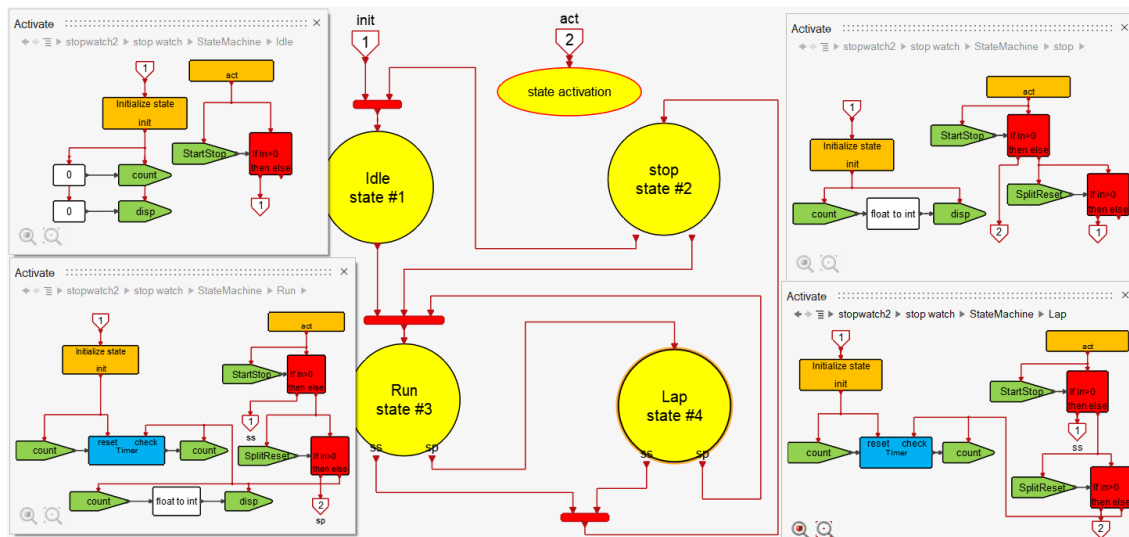 Activate
stopwatch2 stop watch StateMachine Idle
1
act
Initialize state
init
StartStop
If in>0
then else
0
count
0
disp
1
init
1
act
2
state activation
Idle
state #1
stop
state #2
Run
state #3
ss
sp
Lap
state #4
ss
sp
Activate
stopwatch2 stop watch StateMachine stop
act
1
StartStop
If in>0
then else
Initialize state
init
SplitReset
If in>0
then else
count
float to int
disp
2
1
Activate
stopwatch2 stop watch StateMachine Run
1
act
Initialize state
init
StartStop
If in>0
then else
1
ss
count
reset check
Timer
count
SplitReset
If in>0
then else
count
float to int
disp
2
sp
Activate
stopwatch2 stop watch StateMachine Lap
1
act
Initialize state
init
StartStop
If in>0
then else
1
ss
count
reset check
Timer
count
SplitReset
If in>0
then else
2